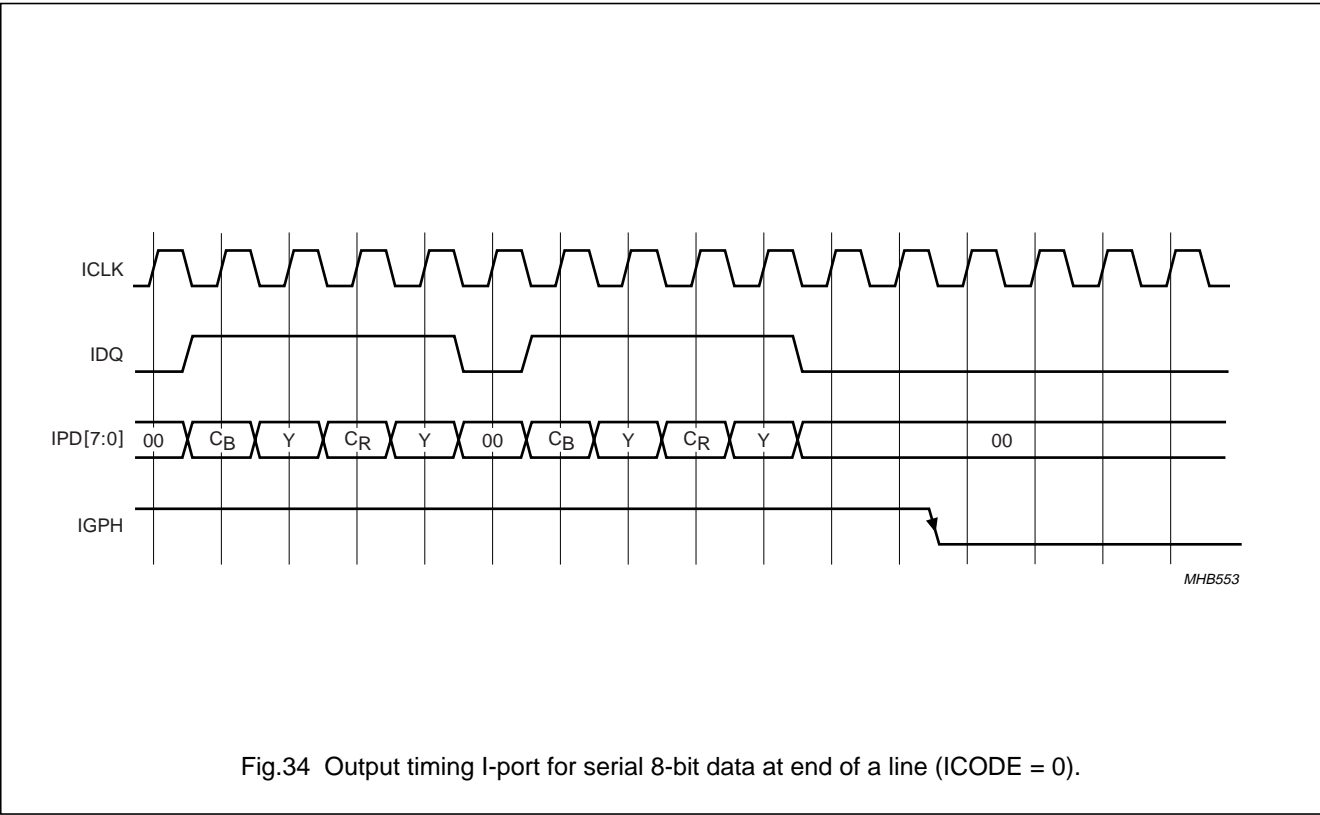 ICLK
IDQ
IPD[7:0] 00 CB Y CR Y 00 CB Y CR Y 00
IGPH
MHB553
Fig.34 Output timing I-port for serial 8-bit data at end of a line (ICODE = 0).